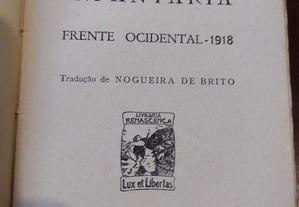 FRENTE OCIDENTAL-1918
Tradução de NOGUEIRA DE BRITO
LIVRARIA
RENASCENÇA
Lux et Libertas